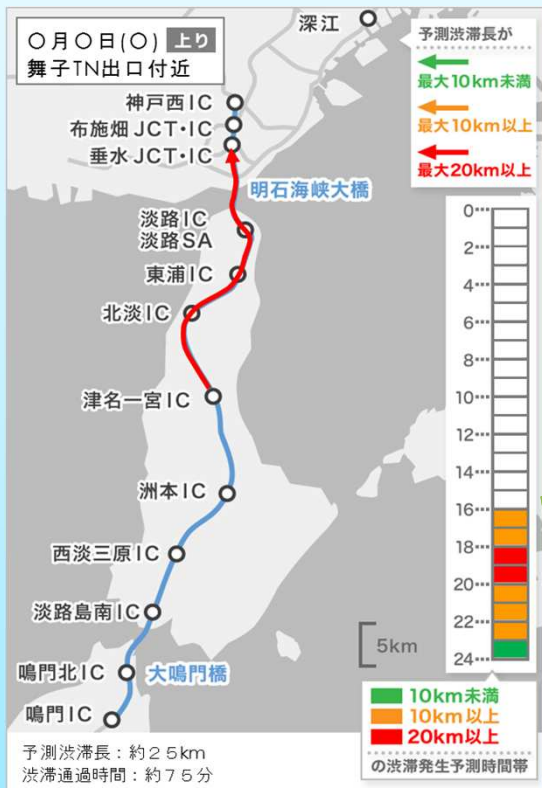 〇月〇日(〇) 上り
舞子TN出口付近
深江
予測渋滞長が
最大10km未満
最大10km以上
最大20km以上
神戸西IC
布施畑JCT・IC
垂水JCT・IC
明石海峡大橋
淡路IC
淡路SA
東浦IC
北淡IC
津名一宮IC
洲本IC
西淡三原IC
淡路島南IC
鳴門北IC
大鳴門橋
鳴門IC
0
2
4
6
8
10
12
14
16
18
20
22
24
5km
10km未満
10km以上
20km以上
の渋滞発生予測時間帯
予測渋滞長：約25km
渋滞通過時間：約75分